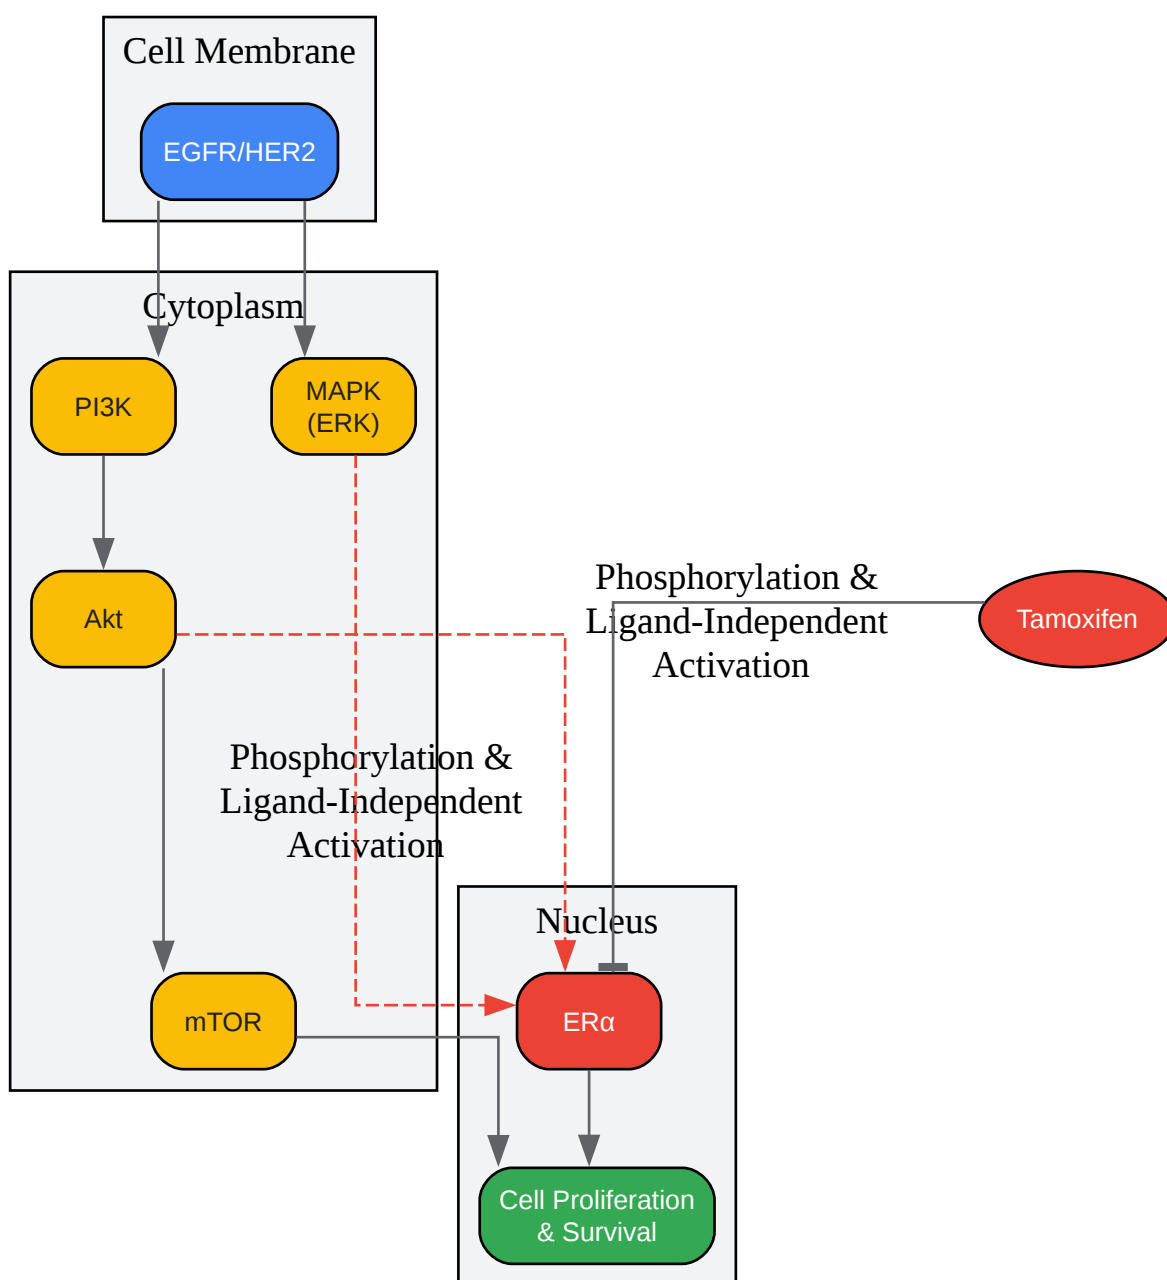 Cell Membrane
EGFR/HER2
Cytoplasm
PI3K
MAPK
(ERK)
Akt
Phosphorylation &
Ligand-Independent
Activation
Tamoxifen
Phosphorylation &
Ligand-Independent
Activation
Nucleus
mTOR
ERα
Cell Proliferation
& Survival